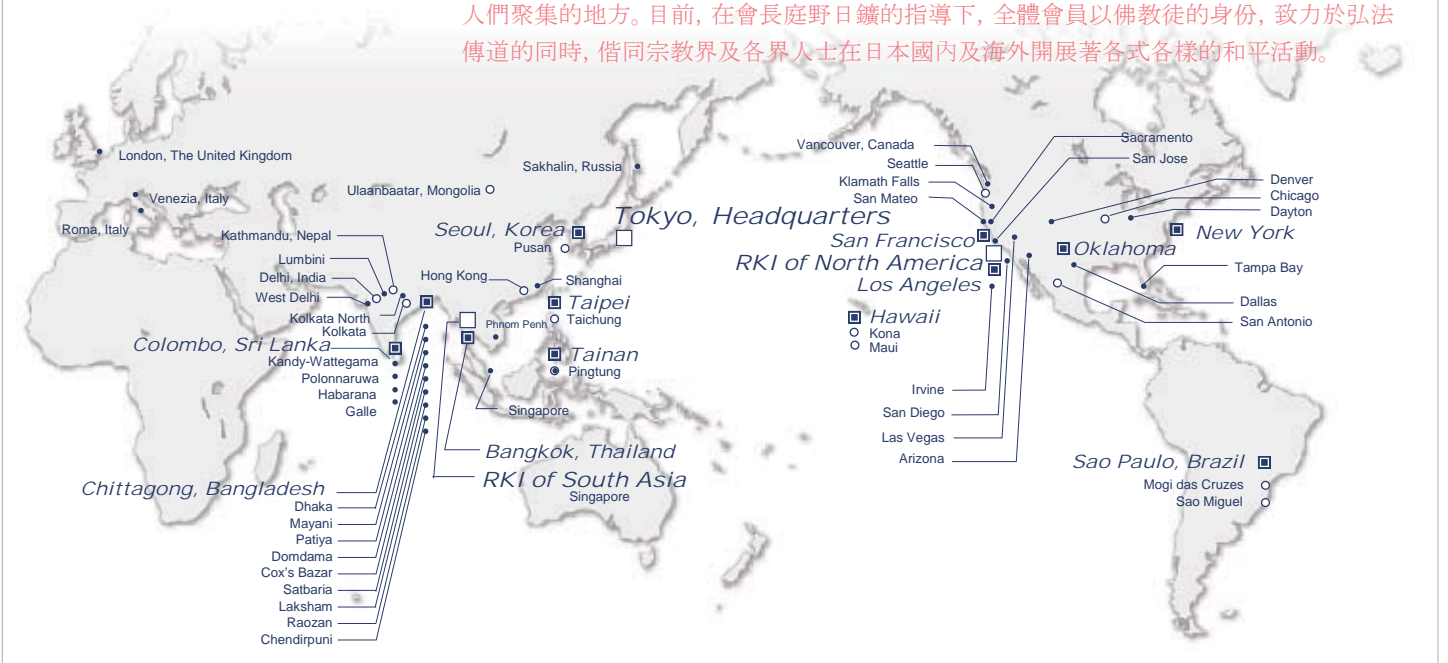 人們聚集的地方。目前，在會長庭野日鑛的指導下，全體會員以佛教徒的身份，致力於弘法
傳道的同時，偕同宗教界及各界人士在日本國內及海外開展著各式各樣的和平活動。
London, The United Kingdom
Venezia, Italy
Roma, Italy
Ulaanbaatar, Mongolia
Sakhalin, Russia
Tokyo, Headquarters
Seoul, Korea
Pusan
Kathmandu, Nepal
Lumbini
Delhi, India
West Delhi
Kolkata North
Kolkata
Hong Kong
Shanghai
Taipei
Taichung
Phnom Penh
Tainan
Pingtung
Colombo, Sri Lanka
Kandy-Wattegama
Polonnaruwa
Habarana
Galle
Singapore
Bangkok, Thailand
RKI of South Asia
Singapore
Chittagong, Bangladesh
Dhaka
Mayani
Patiya
Domdama
Cox's Bazar
Satbaria
Laksham
Raozan
Chendirpuni
Vancouver, Canada
Seattle
Klamath Falls
San Mateo
Sacramento
San Jose
San Francisco
RKI of North America
Los Angeles
Hawaii
Kona
Maui
Irvine
San Diego
Las Vegas
Arizona
Denver
Chicago
Dayton
New York
Oklahoma
Tampa Bay
Dallas
San Antonio
Sao Paulo, Brazil
Mogi das Cruzes
Sao Miguel